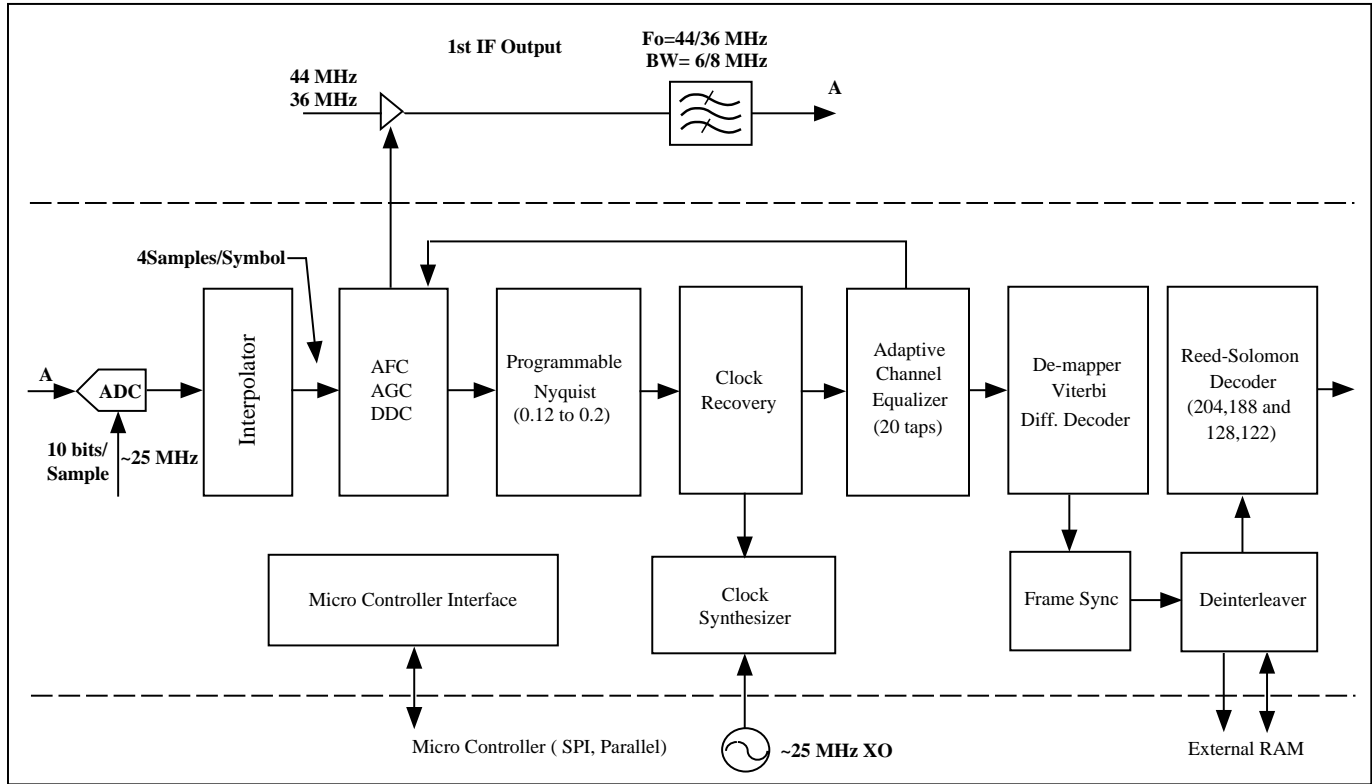 1st IF Output
Fo=44/36 MHz
BW= 6/8 MHz
44 MHz
36 MHz
A
4Samples/Symbol
A
ADC
10 bits/
Sample
~25 MHz
Interpolator
AFC
AGC
DDC
Programmable
Nyquist
(0.12 to 0.2)
Clock
Recovery
Adaptive
Channel
Equalizer
(20 taps)
De-mapper
Viterbi
Diff. Decoder
Reed-Solomon
Decoder
(204,188 and
128,122)
Micro Controller Interface
Clock
Synthesizer
Frame Sync
Deinterleaver
Micro Controller ( SPI, Parallel)
~25 MHz XO
External RAM